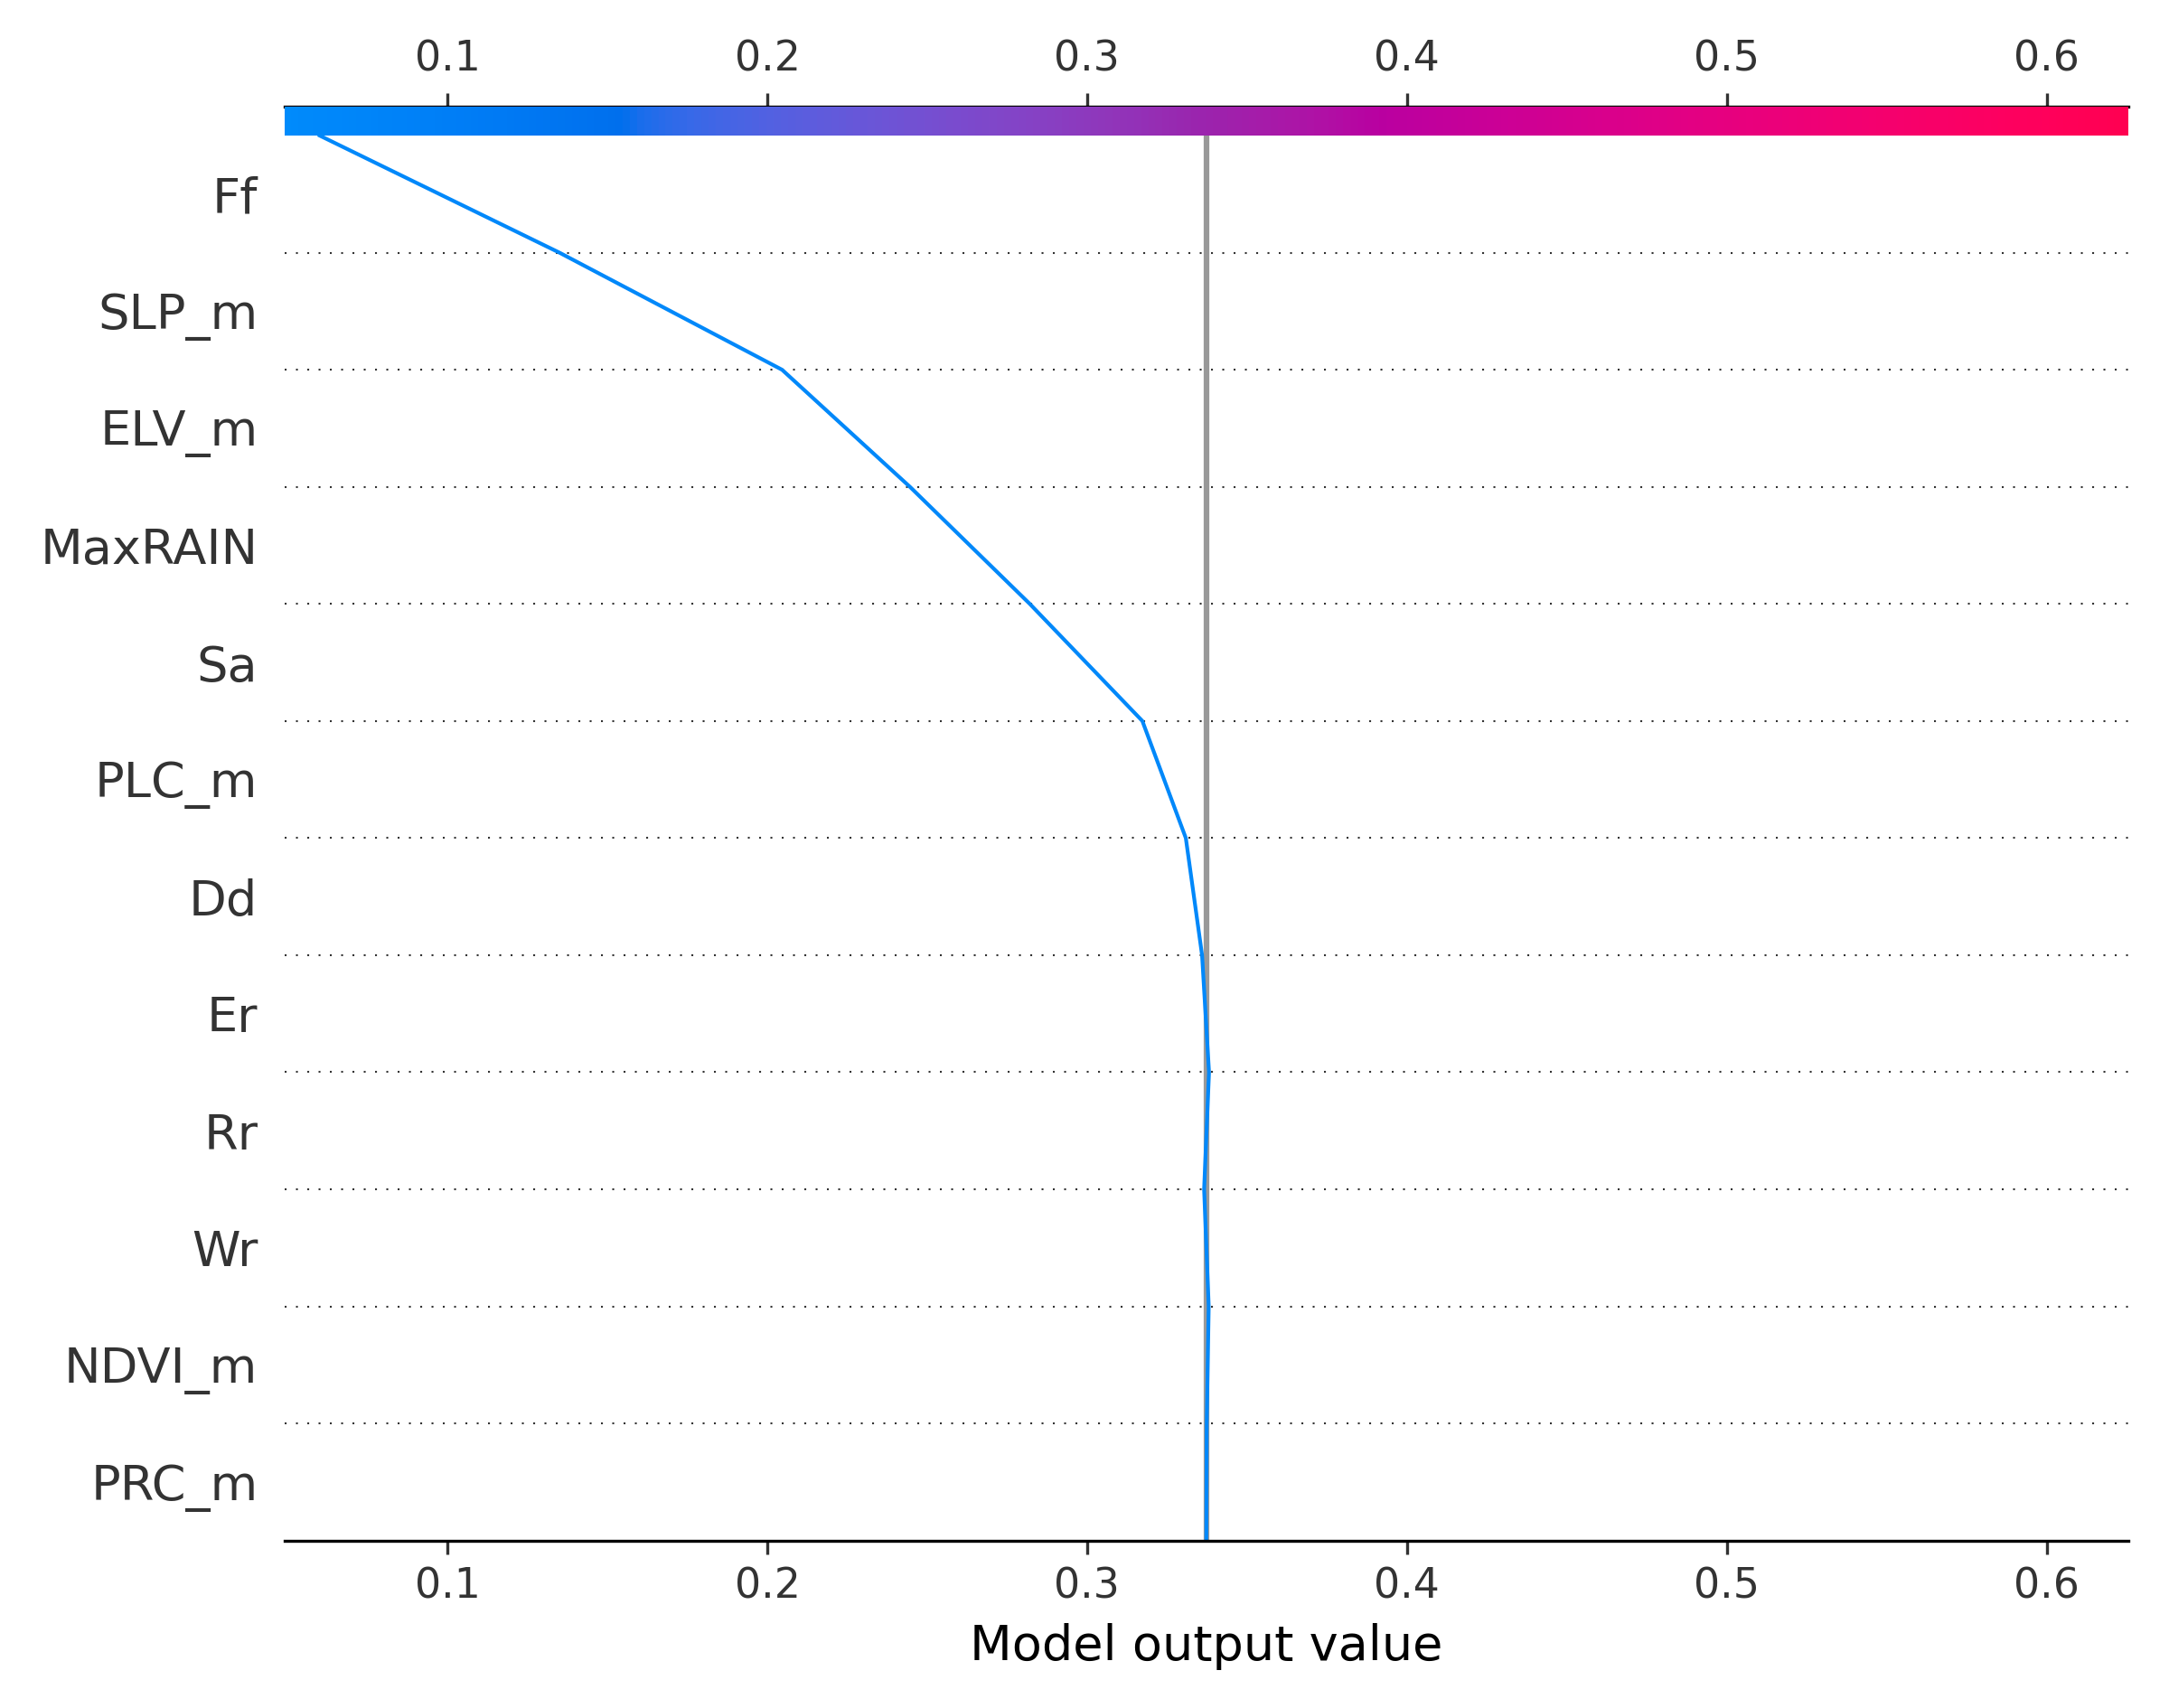 0.1 0.2 0.3 0.4 0.5 0.6
Ff
SLP_m
ELV_m
MaxRAIN
Sa
PLC_m
Dd
Er
Rr
Wr
NDVI_m
PRC_m
0.1 0.2 0.3 0.4 0.5 0.6
Model output value